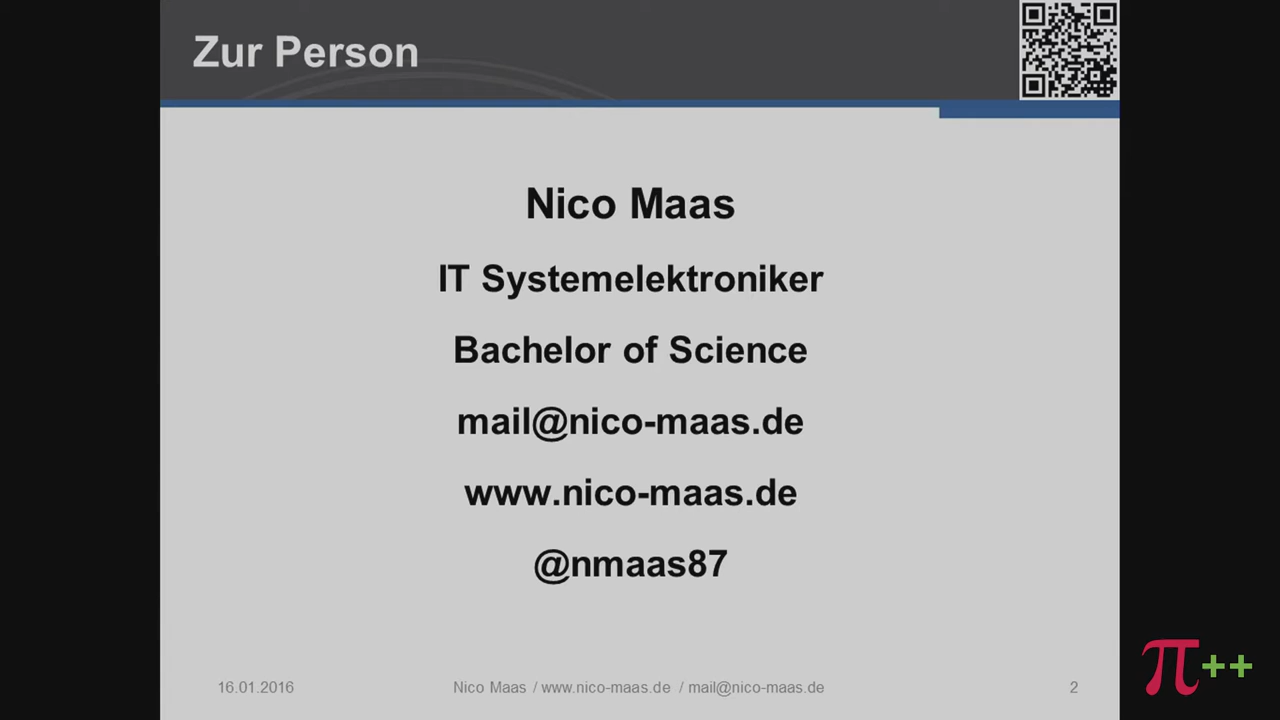 Zur Person
Nico Maas
IT Systemelektroniker
Bachelor of Science
mail@nico-maas.de
www.nico-maas.de
@nmaas87
16.01.2016
Nico Maas / www.nico-maas.de / mail@nico-maas.de
2
π++